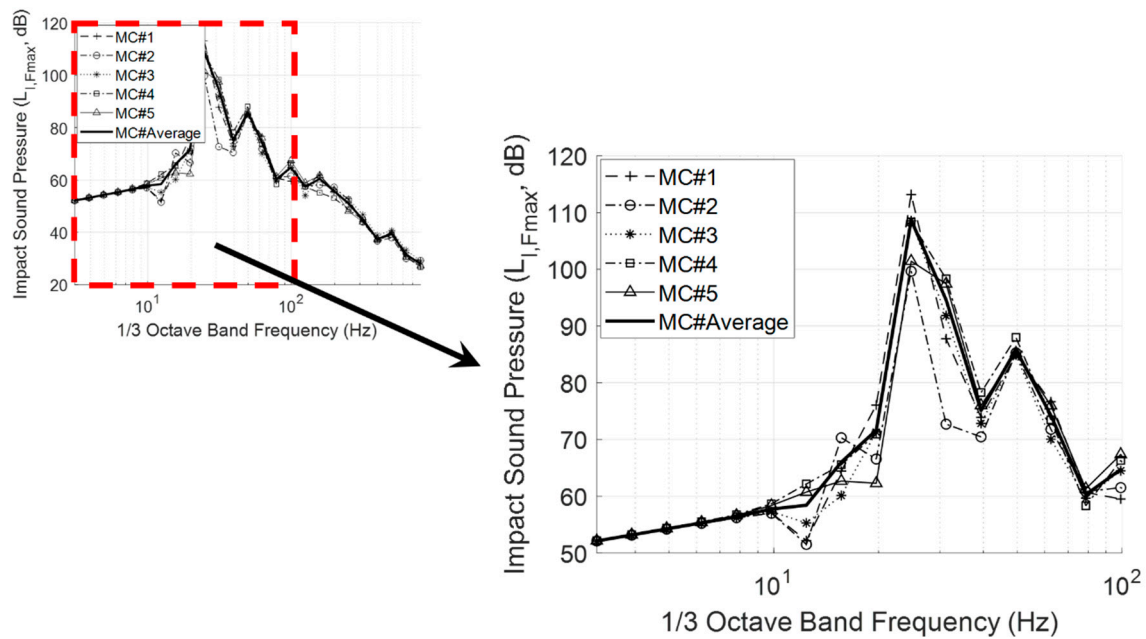 120
100
80
60
40
20
Impact Sound Pressure (L_I,Fmax, dB)
MC#1
MC#2
MC#3
MC#4
MC#5
MC#Average
10^1
10^2
1/3 Octave Band Frequency (Hz)
120
110
100
90
80
70
60
50
Impact Sound Pressure (L_I,Fmax, dB)
MC#1
MC#2
MC#3
MC#4
MC#5
MC#Average
10^1
10^2
1/3 Octave Band Frequency (Hz)